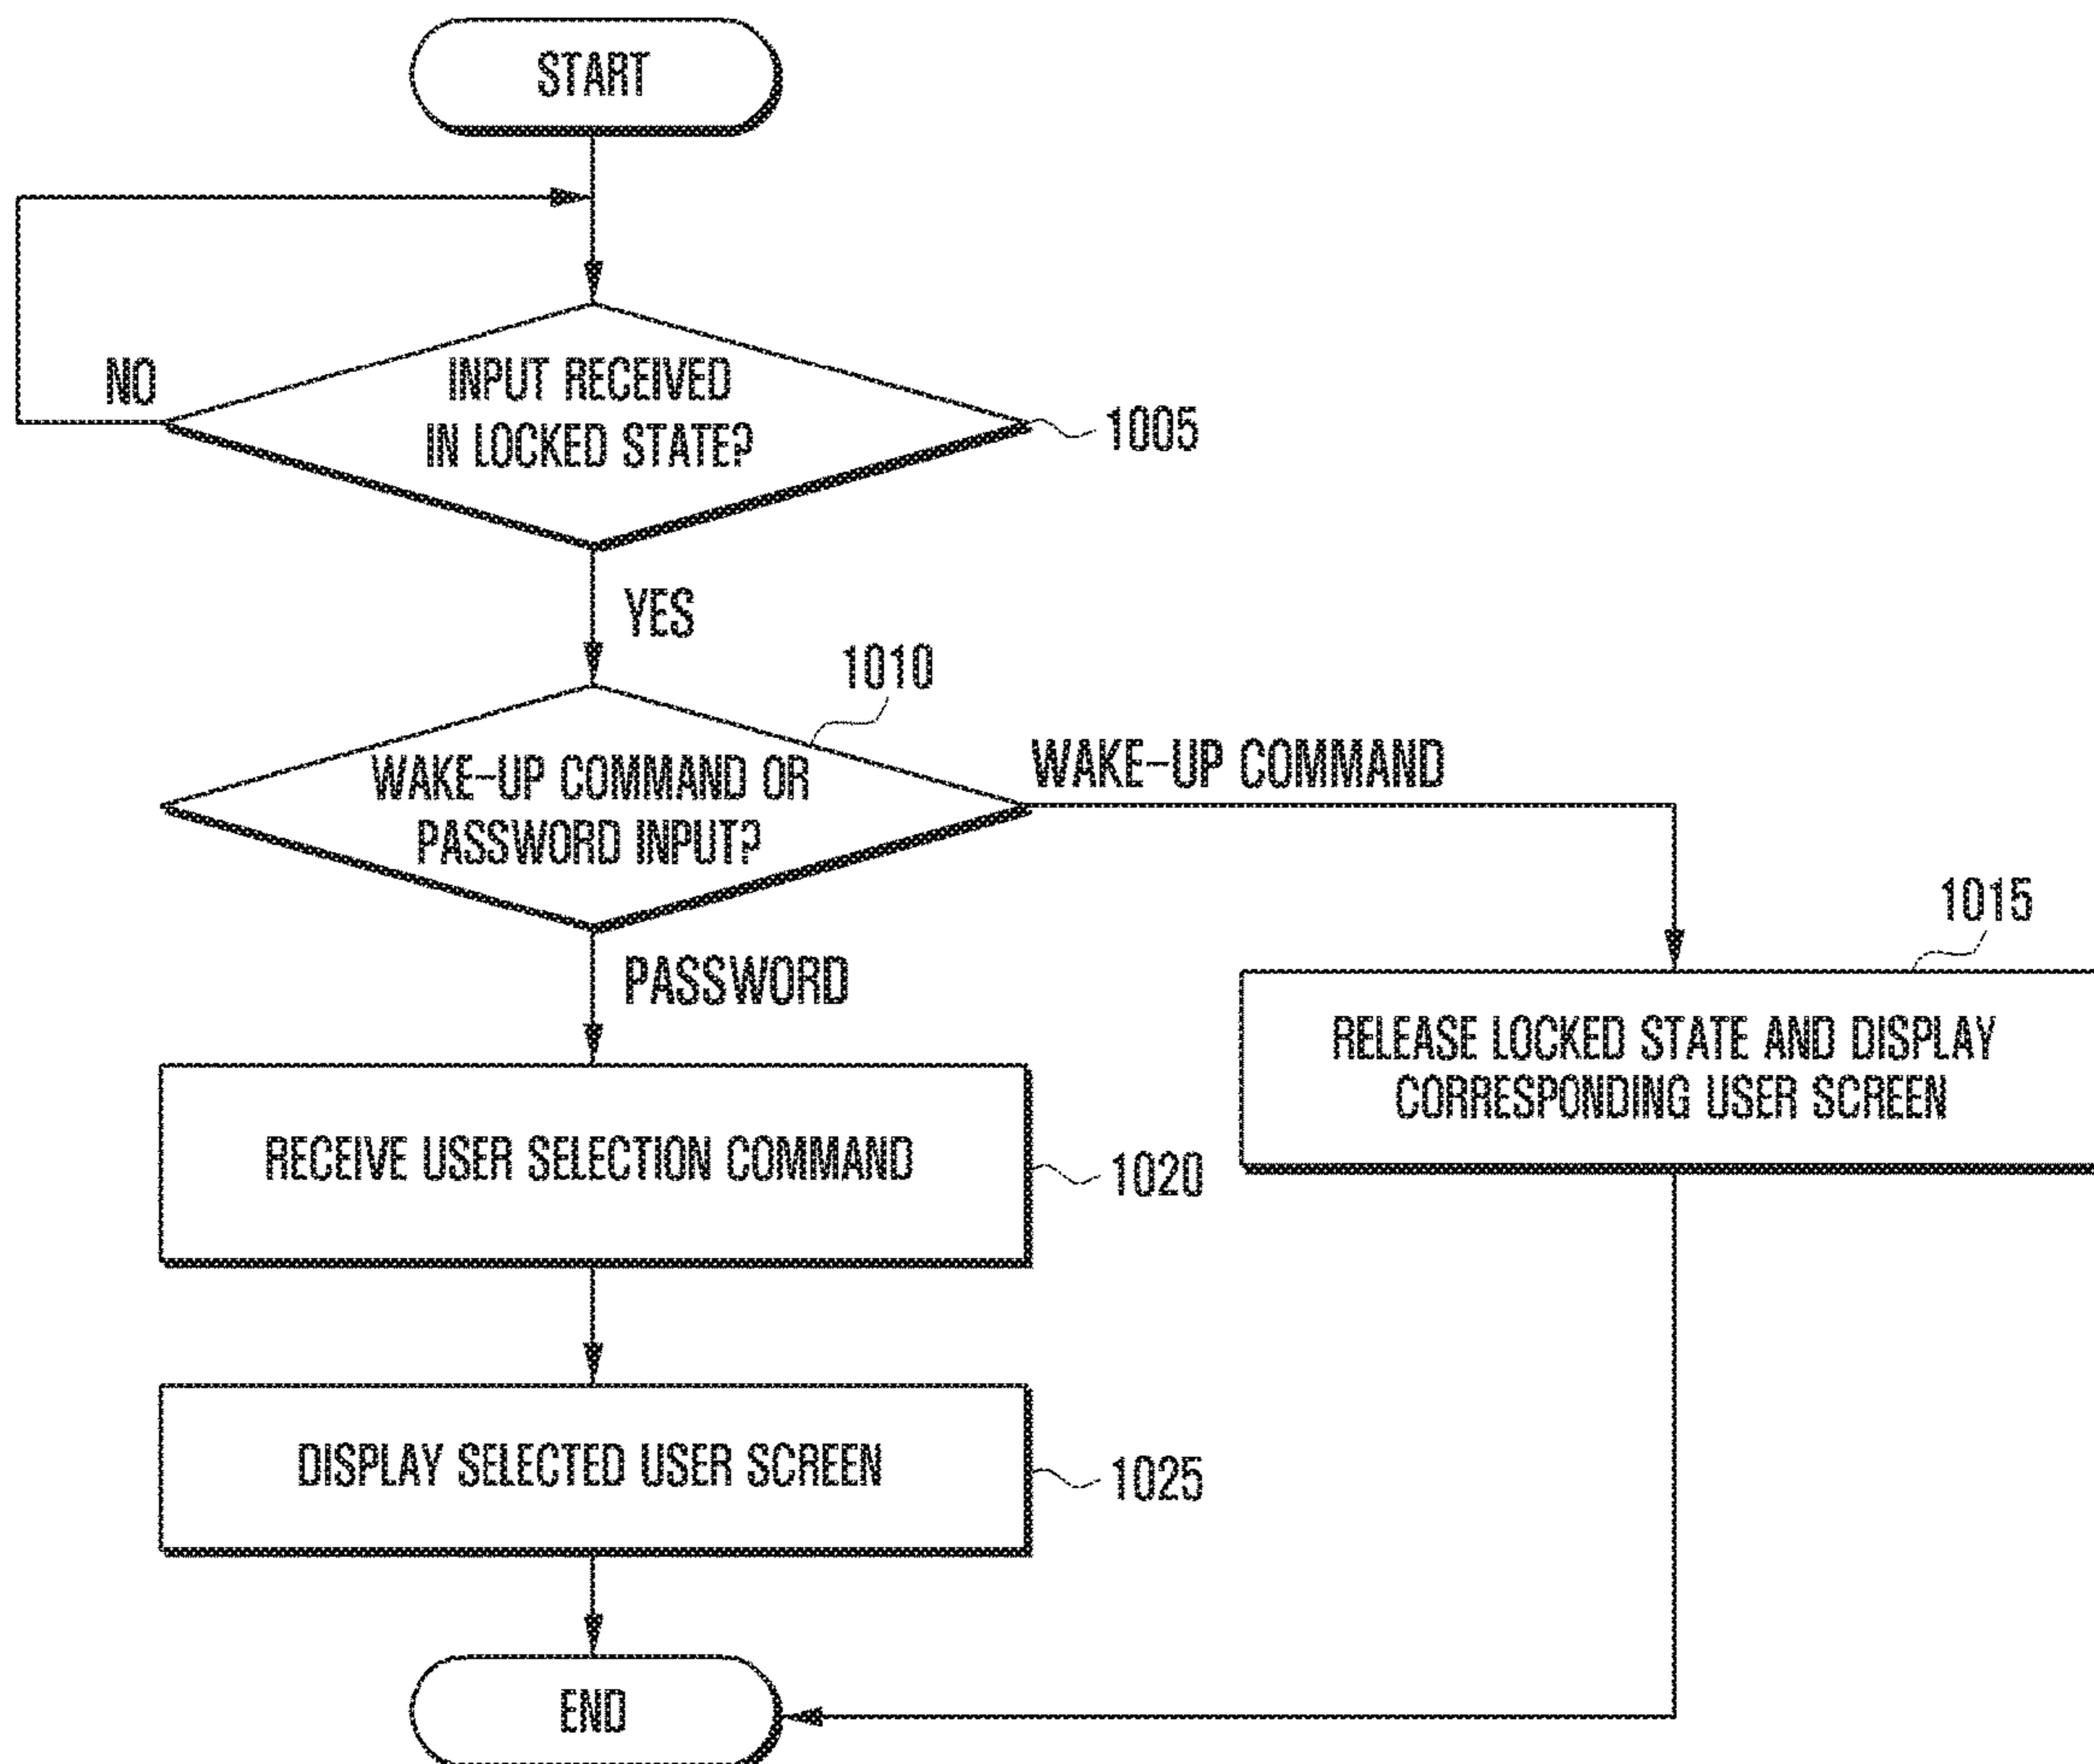 START
NO
INPUT RECEIVED
IN LOCKED STATE?
1005
YES
1010
WAKE-UP COMMAND OR
PASSWORD INPUT?
WAKE-UP COMMAND
1015
PASSWORD
RELEASE LOCKED STATE AND DISPLAY
CORRESPONDING USER SCREEN
RECEIVE USER SELECTION COMMAND
1020
DISPLAY SELECTED USER SCREEN
1025
END